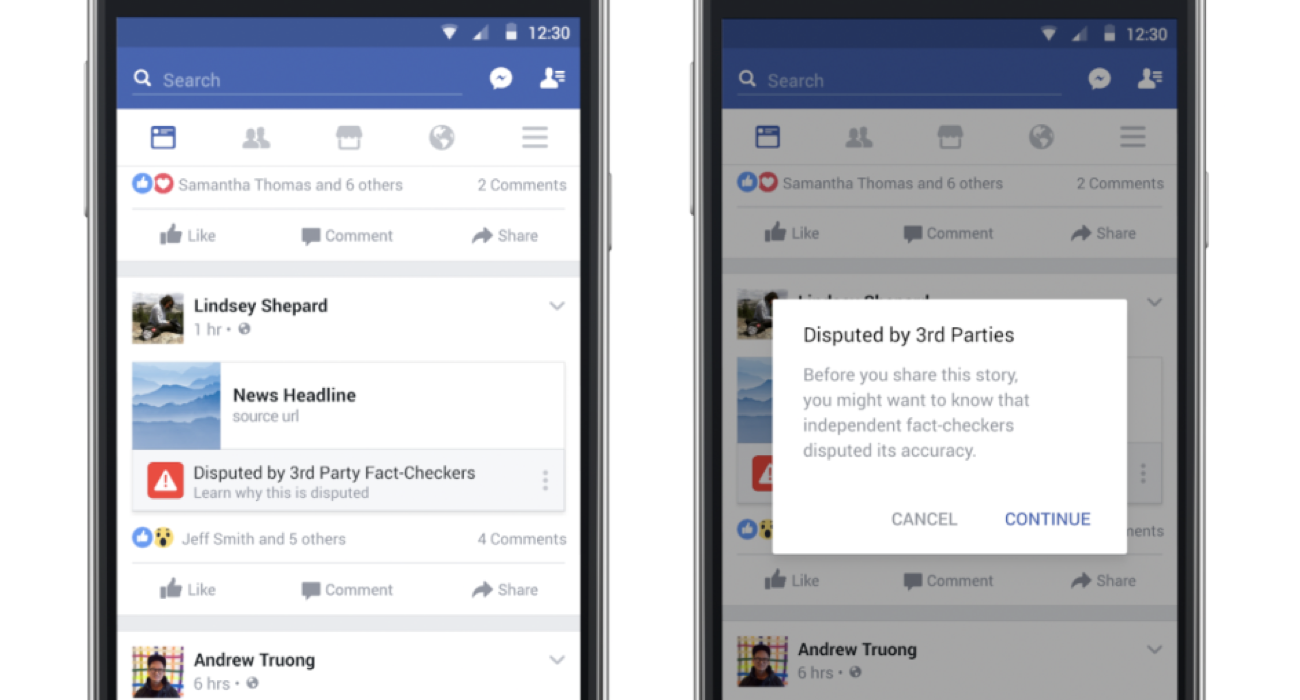 12:30
Search
Samantha Thomas and 6 others 2 Comments
Like Comment Share
Lindsey Shepard
1 hr •
News Headline
source url
Disputed by 3rd Party Fact-Checkers
Learn why this is disputed
Jeff Smith and 5 others 4 Comments
Like Comment Share
Andrew Truong
6 hrs •
12:30
Search
Samantha Thomas and 6 others 2 Comments
Like Comment Share
Disputed by 3rd Parties
Before you share this story,
you might want to know that
independent fact-checkers
disputed its accuracy.
CANCEL CONTINUE
Like Comment Share
Andrew Truong
6 hrs •